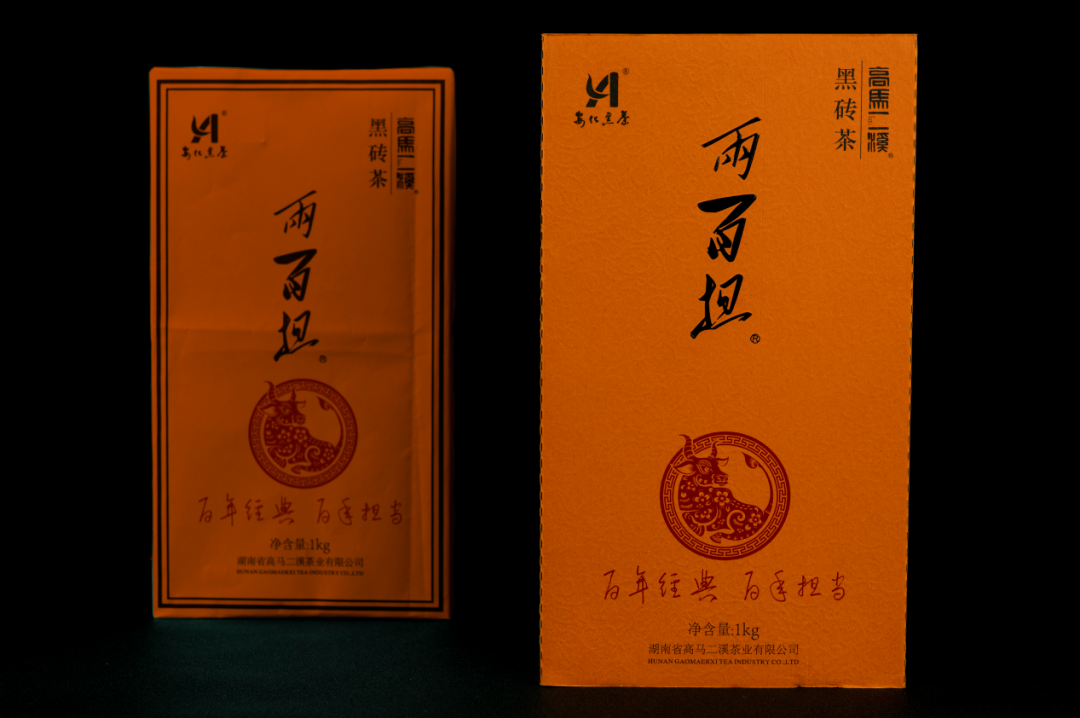 安化黑茶
®
高馬二溪
®
黑砖茶
兩百担
®
百年经典 百年担当
净含量:1kg
湖南省高马二溪茶业有限公司
HUNAN GAOMAERXI TEA INDUSTRY CO.,LTD
安化黑茶
®
高馬二溪
®
黑砖茶
兩百担
®
百年经典 百年担当
净含量:1kg
湖南省高马二溪茶业有限公司
HUNAN GAOMAERXI TEA INDUSTRY CO.,LTD